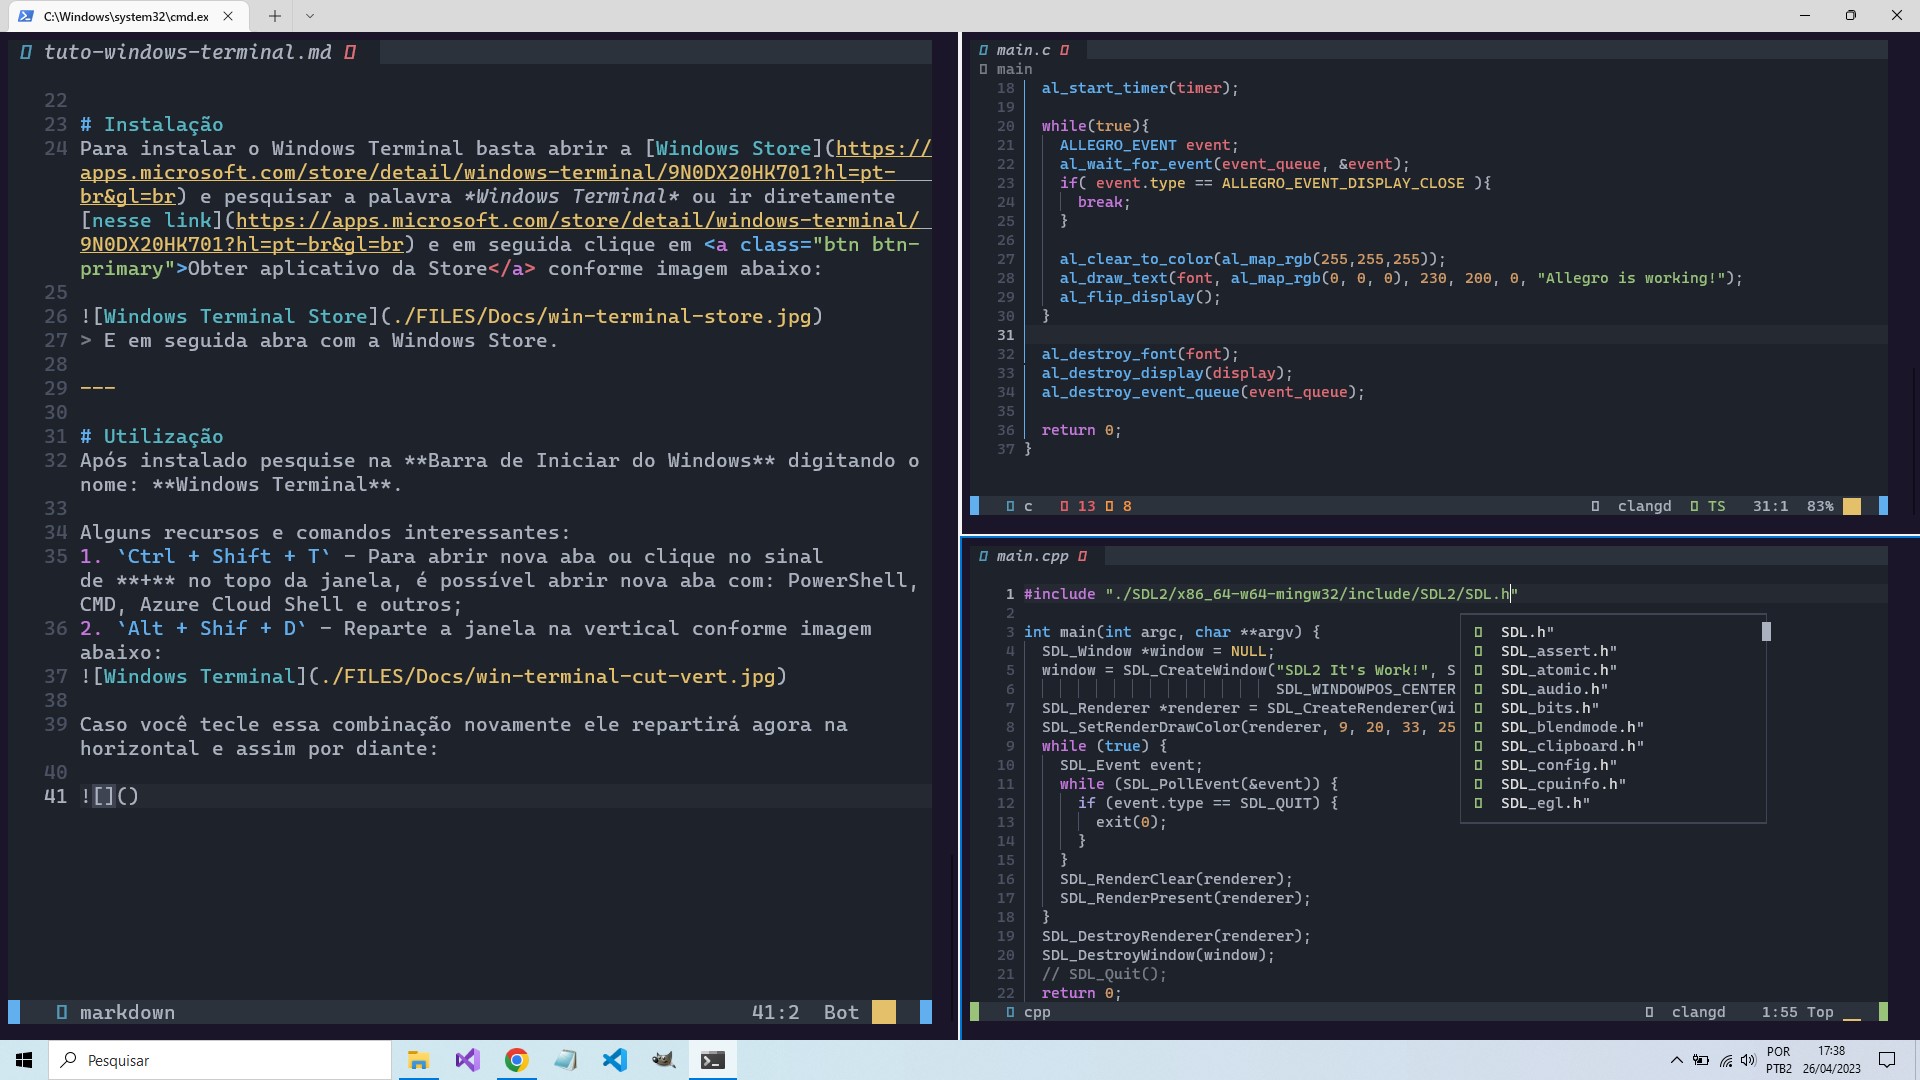 C:\Windows\system32\cmd.ex
tuto-windows-terminal.md
22
23 # Instalação
24 Para instalar o Windows Terminal basta abrir a [Windows Store](https://
apps.microsoft.com/store/detail/windows-terminal/9N0DX20HK701?hl=pt-
br&gl=br) e pesquisar a palavra *Windows Terminal* ou ir diretamente
[nesse link](https://apps.microsoft.com/store/detail/windows-terminal/
9N0DX20HK701?hl=pt-br&gl=br) e em seguida clique em <a class="btn btn-
primary">Obter aplicativo da Store</a> conforme imagem abaixo:
25
26 ![Windows Terminal Store](./FILES/Docs/win-terminal-store.jpg)
27 > E em seguida abra com a Windows Store.
28
29 ---
30
31 # Utilização
32 Após instalado pesquise na **Barra de Iniciar do Windows** digitando o
nome: **Windows Terminal**.
33
34 Alguns recursos e comandos interessantes:
35 1. `Ctrl + Shift + T` - Para abrir nova aba ou clique no sinal
de **+** no topo da janela, é possível abrir nova aba com: PowerShell,
CMD, Azure Cloud Shell e outros;
36 2. `Alt + Shif + D` - Reparte a janela na vertical conforme imagem
abaixo:
37 ![Windows Terminal](./FILES/Docs/win-terminal-cut-vert.jpg)
38
39 Caso você tecle essa combinação novamente ele repartirá agora na
horizontal e assim por diante:
40
41 ![]()
markdown 41:2 Bot
main.c
main
18 al_start_timer(timer);
19
20 while(true){
21 ALLEGRO_EVENT event;
22 al_wait_for_event(event_queue, &event);
23 if( event.type == ALLEGRO_EVENT_DISPLAY_CLOSE ){
24 break;
25 }
26
27 al_clear_to_color(al_map_rgb(255,255,255));
28 al_draw_text(font, al_map_rgb(0, 0, 0), 230, 200, 0, "Allegro is working!");
29 al_flip_display();
30 }
31
32 al_destroy_font(font);
33 al_destroy_display(display);
34 al_destroy_event_queue(event_queue);
35
36 return 0;
37 }
c 13 8 clangd TS 31:1 83%
main.cpp
1 #include "./SDL2/x86_64-w64-mingw32/include/SDL2/SDL.h"
2
3 int main(int argc, char **argv) {
4 SDL_Window *window = NULL;
5 window = SDL_CreateWindow("SDL2 It's Work!", S
6 SDL_WINDOWPOS_CENTER
7 SDL_Renderer *renderer = SDL_CreateRenderer(wi
8 SDL_SetRenderDrawColor(renderer, 9, 20, 33, 25
9 while (true) {
10 SDL_Event event;
11 while (SDL_PollEvent(&event)) {
12 if (event.type == SDL_QUIT) {
13 exit(0);
14 }
15 }
16 SDL_RenderClear(renderer);
17 SDL_RenderPresent(renderer);
18 }
19 SDL_DestroyRenderer(renderer);
20 SDL_DestroyWindow(window);
21 // SDL_Quit();
22 return 0;
SDL.h"
SDL_assert.h"
SDL_atomic.h"
SDL_audio.h"
SDL_bits.h"
SDL_blendmode.h"
SDL_clipboard.h"
SDL_config.h"
SDL_cpuinfo.h"
SDL_egl.h"
cpp clangd 1:55 Top
Pesquisar
POR
PTB2
17:38
26/04/2023